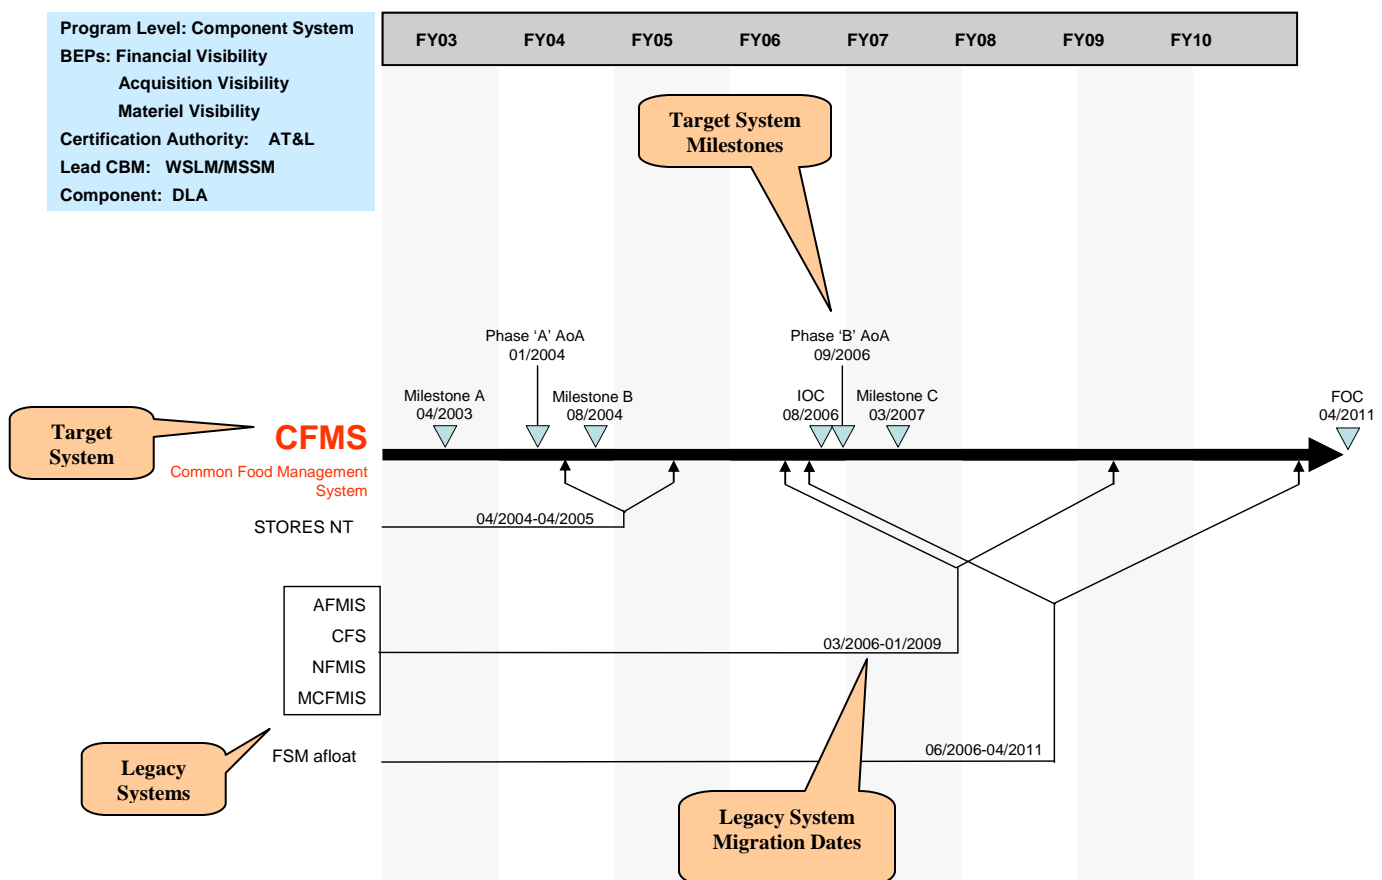 Program Level: Component System
BEPs: Financial Visibility
Acquisition Visibility
Materiel Visibility
Certification Authority: AT&L
Lead CBM: WSLM/MSSM
Component: DLA
FY03 FY04 FY05 FY06 FY07 FY08 FY09 FY10
Target System
Milestones
Phase ‘A’ AoA
01/2004
Phase ‘B’ AoA
09/2006
Milestone A
04/2003
Milestone B
08/2004
IOC
08/2006
Milestone C
03/2007
FOC
04/2011
Target
System
CFMS
Common Food Management
System
STORES NT
04/2004-04/2005
AFMIS
CFS
NFMIS
MCFMIS
03/2006-01/2009
FSM afloat
06/2006-04/2011
Legacy
Systems
Legacy System
Migration Dates